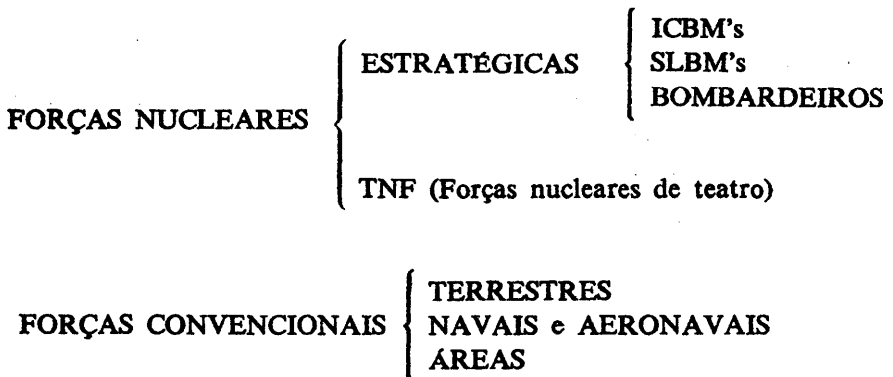 ICBM's
ESTRATÉGICAS
SLBM's
BOMBARDEIROS
FORÇAS NUCLEARES
TNF (Forças nucleares de teatro)
TERRESTRES
FORÇAS CONVENCIONAIS
NAVAIS e AERONAVAIS
ÁREAS